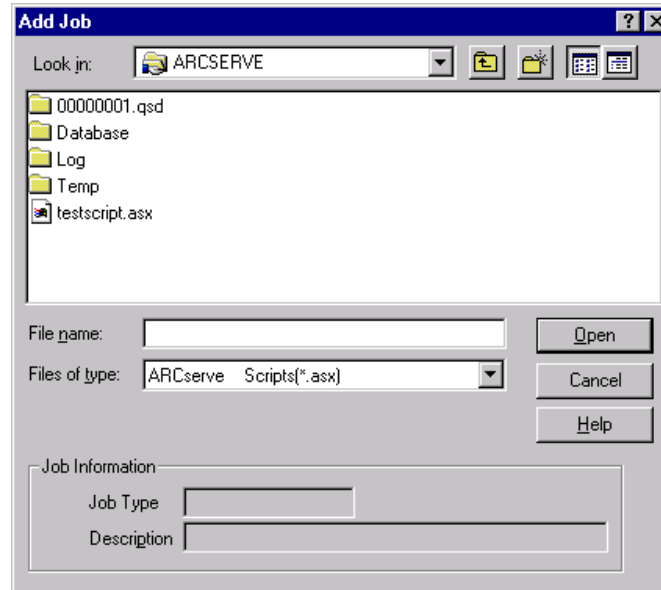 Add Job
Look in: ARCSERVE
00000001.qsd
Database
Log
Temp
testscript.asx
File name: Open
Files of type: ARCserve Scripts(*.asx) Cancel
Help
Job Information
Job Type
Description